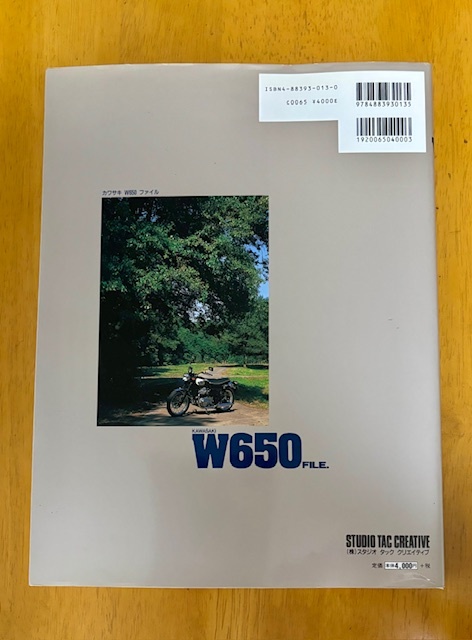 ISBN4-88393-013-0
C0065 ¥4000E
9784883930135
1920065040003
カワサキ W650 ファイル
KAWASAKI
W650 FILE.
STUDIO TAC CREATIVE
(株)スタジオ タック クリエイティブ
定価 本体4,000円 +税